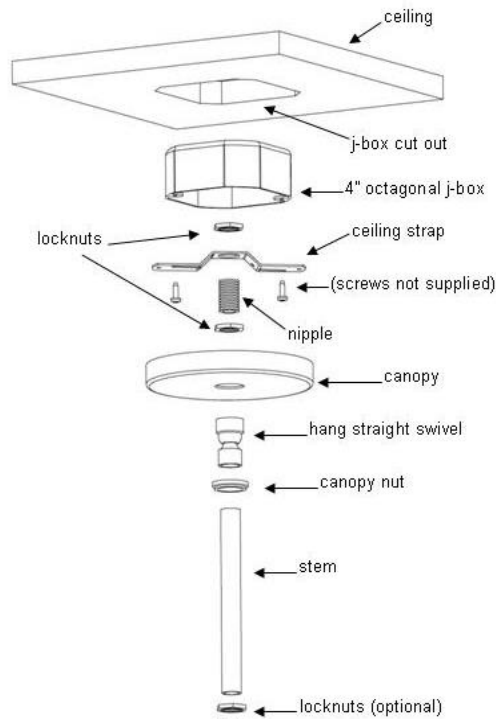 ceiling
j-box cut out
4" octagonal j-box
locknuts
ceiling strap
(screws not supplied)
nipple
canopy
hang straight swivel
canopy nut
stem
locknuts (optional)